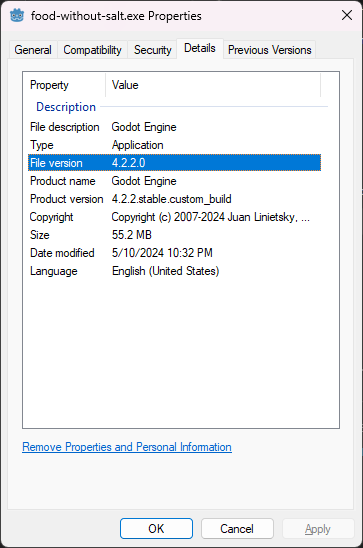 food-without-salt.exe Properties
General Compatibility Security Details Previous Versions
Property Value
Description
File description Godot Engine
Type Application
File version 4.2.2.0
Product name Godot Engine
Product version 4.2.2.stable.custom_build
Copyright Copyright (c) 2007-2024 Juan Linietsky, ...
Size 55.2 MB
Date modified 5/10/2024 10:32 PM
Language English (United States)
Remove Properties and Personal Information
OK Cancel Apply